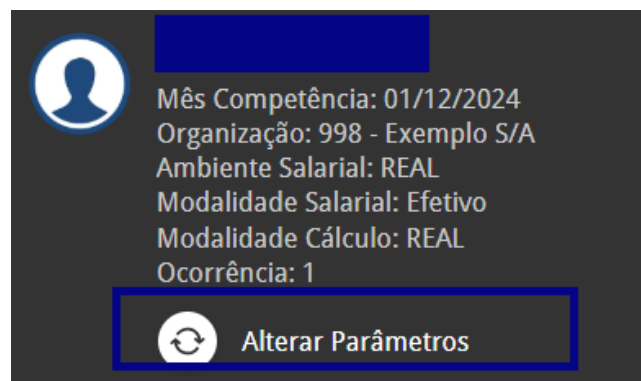 Mês Competência: 01/12/2024
Organização: 998 - Exemplo S/A
Ambiente Salarial: REAL
Modalidade Salarial: Efetivo
Modalidade Cálculo: REAL
Ocorrência: 1
Alterar Parâmetros